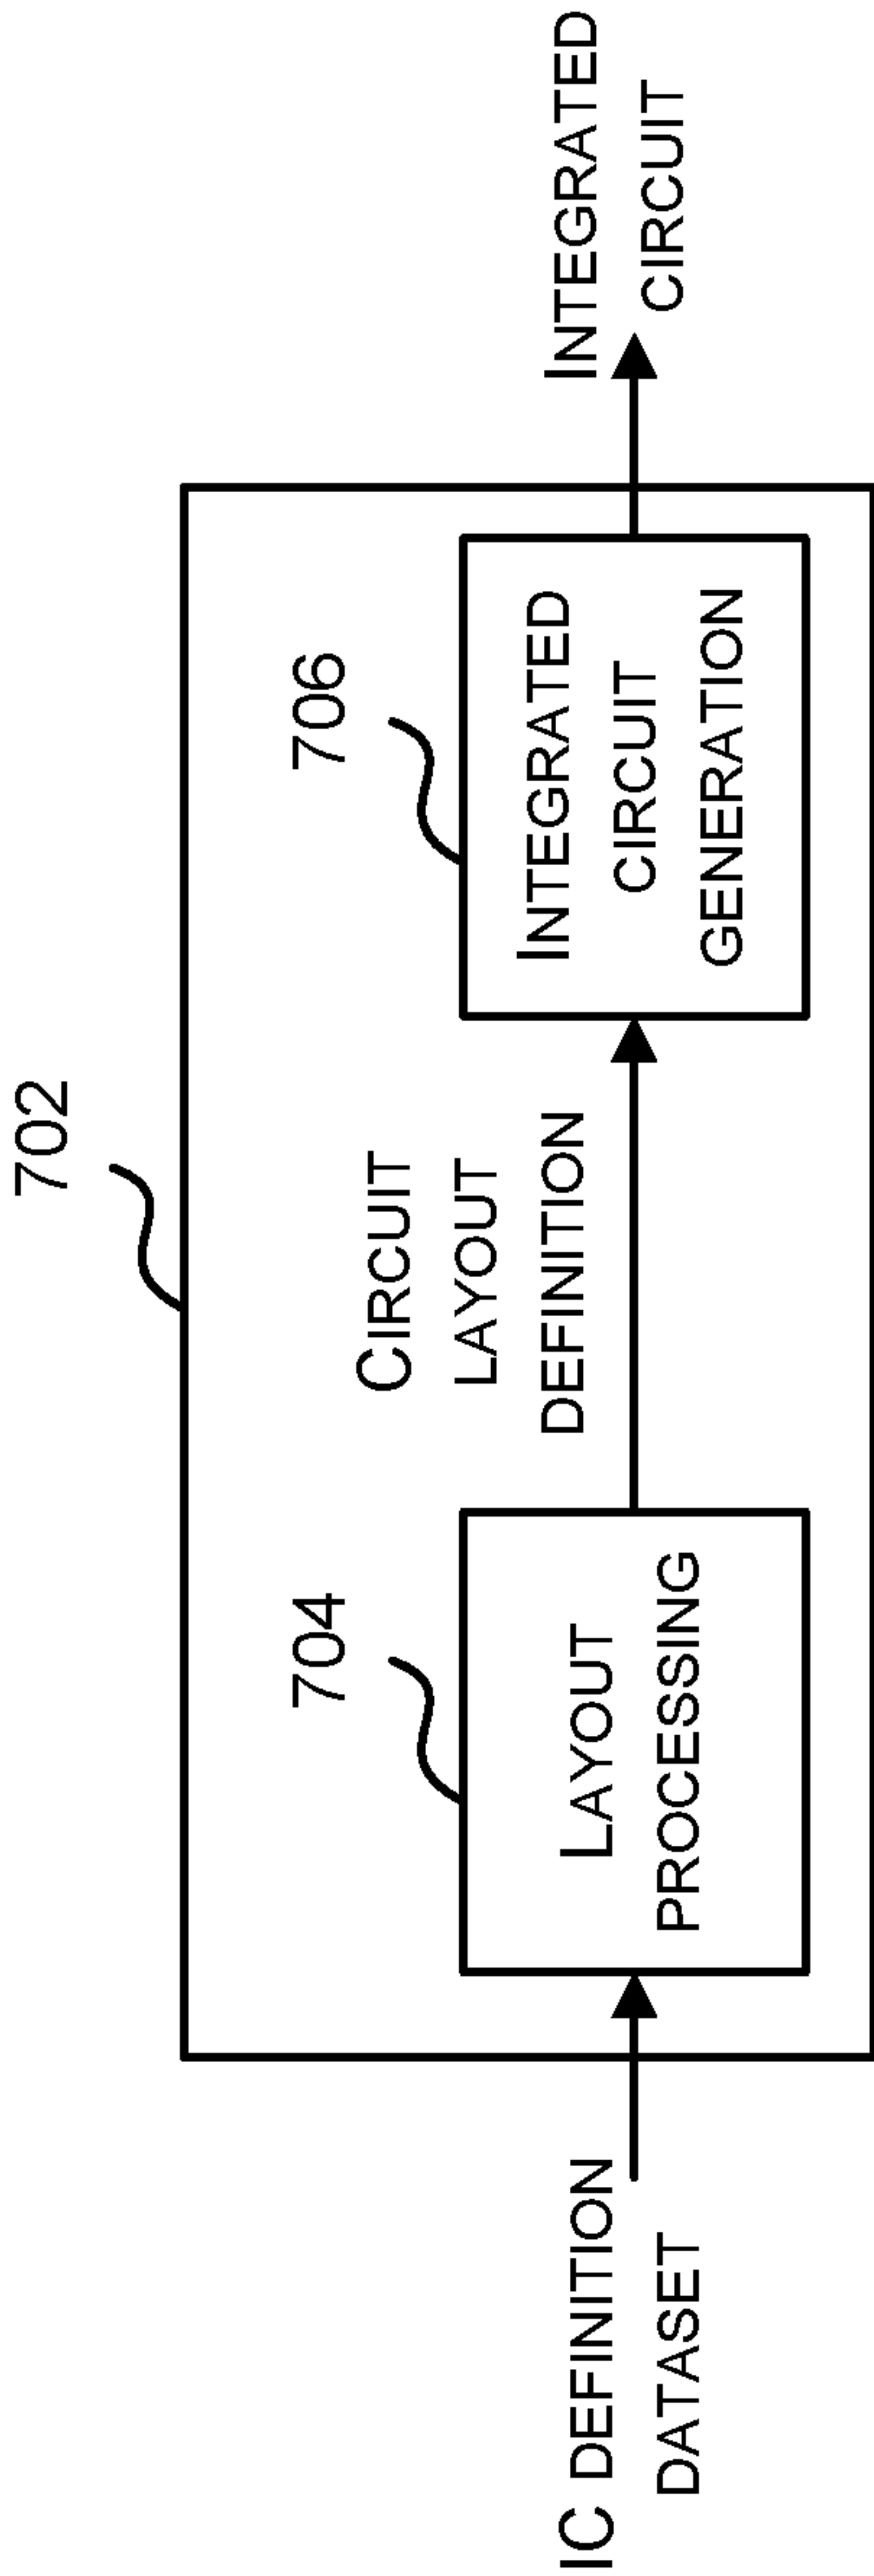 702
704
706
IC DEFINITION
DATASET
LAYOUT
PROCESSING
CIRCUIT
LAYOUT
DEFINITION
INTEGRATED
CIRCUIT
GENERATION
INTEGRATED
CIRCUIT